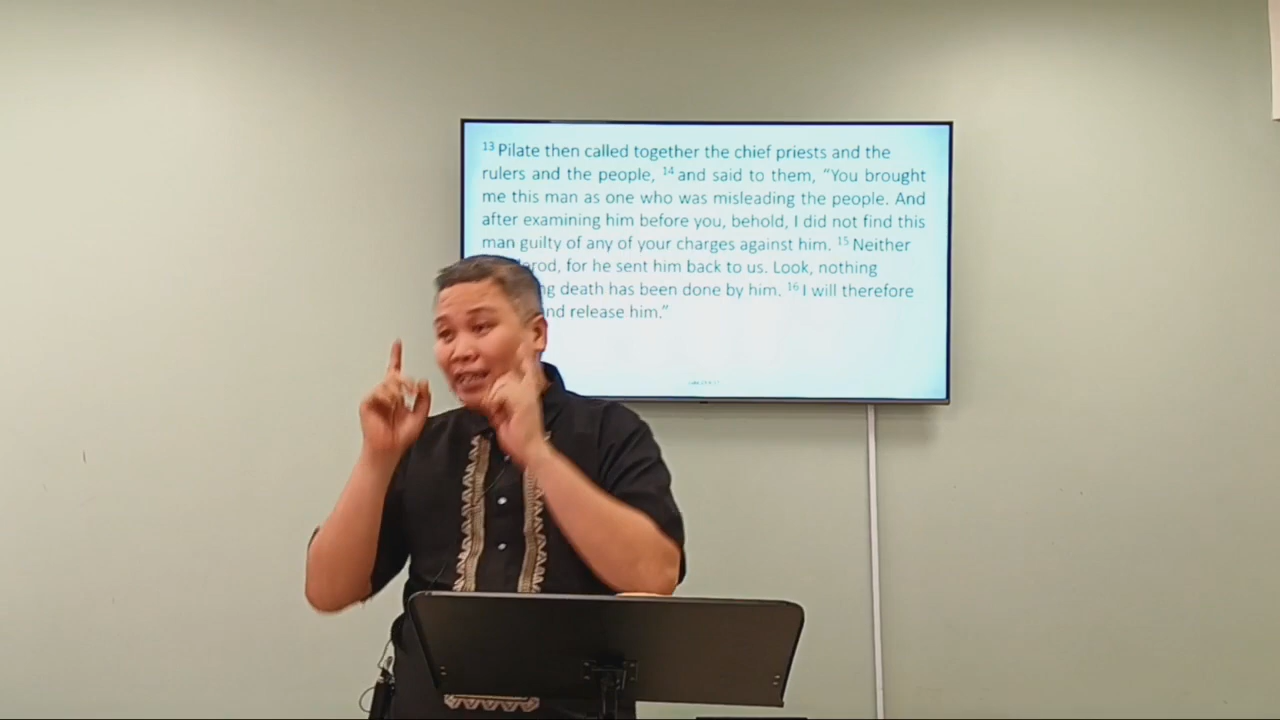 13 Pilate then called together the chief priests and the
rulers and the people, 14 and said to them, “You brought
me this man as one who was misleading the people. And
after examining him before you, behold, I did not find this
man guilty of any of your charges against him. 15 Neither
for he sent him back to us. Look, nothing
death has been done by him. 16 I will therefore
release him.”